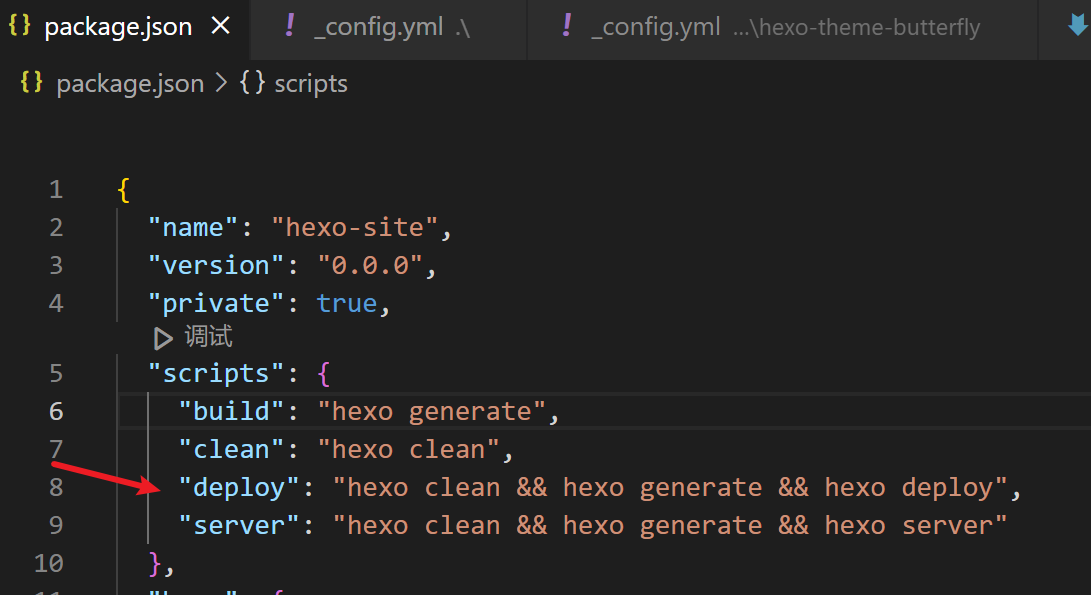 {} package.json × ! _config.yml .\ ! _config.yml ...\hexo-theme-butterfly
{} package.json > {} scripts
1 {
2 "name": "hexo-site",
3 "version": "0.0.0",
4 "private": true,
调试
5 "scripts": {
6 "build": "hexo generate",
7 "clean": "hexo clean",
8 "deploy": "hexo clean && hexo generate && hexo deploy",
9 "server": "hexo clean && hexo generate && hexo server"
10 },